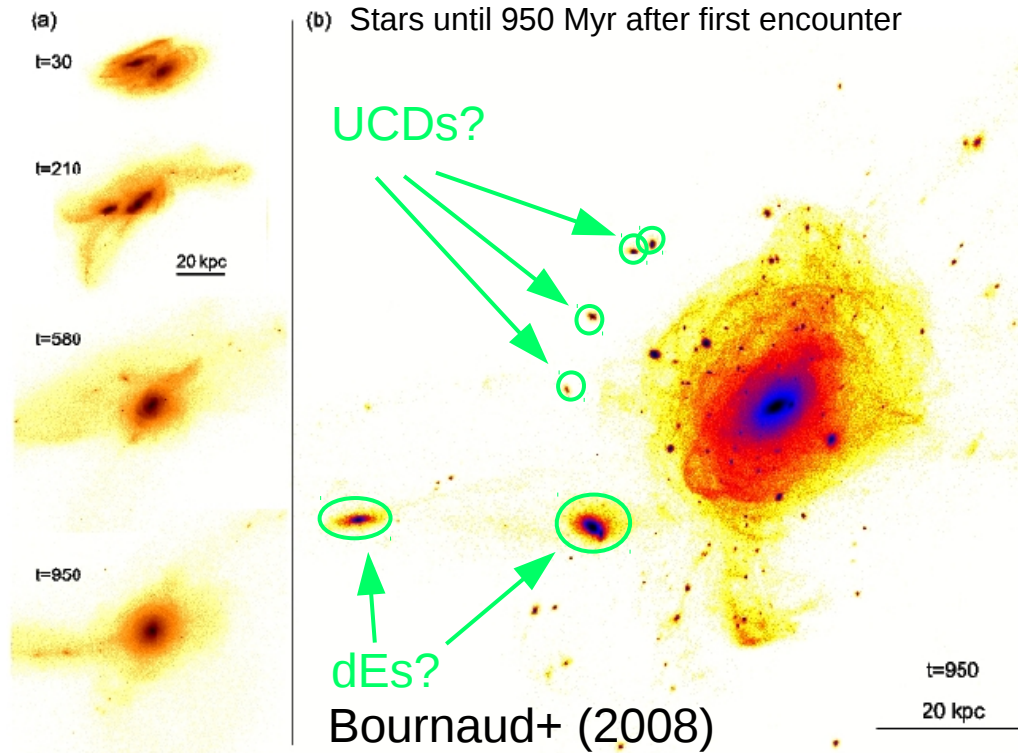 (a)
t=30
t=210
20 kpc
t=580
t=950
(b) Stars until 950 Myr after first encounter
UCDs?
dEs?
Bournaud+ (2008)
t=950
20 kpc